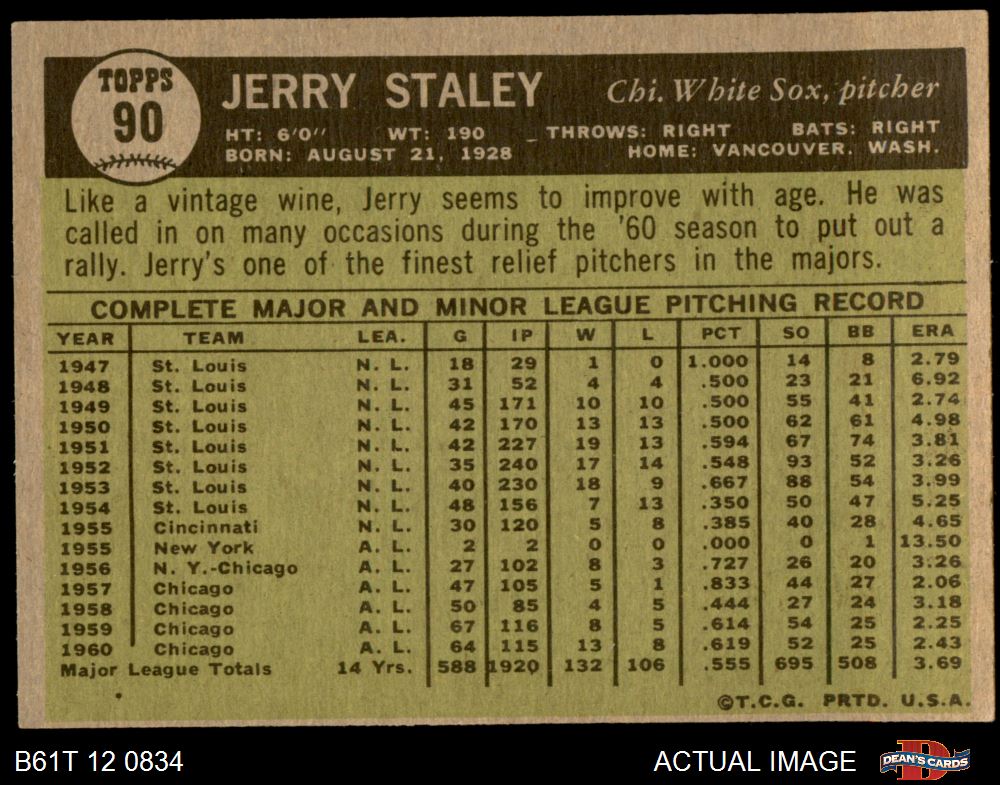 TOPPS
90
JERRY STALEY
Chi. White Sox, pitcher
HT: 6'0" WT: 190 THROWS: RIGHT BATS: RIGHT
BORN: AUGUST 21, 1928 HOME: VANCOUVER. WASH.
Like a vintage wine, Jerry seems to improve with age. He was
called in on many occasions during the '60 season to put out a
rally. Jerry's one of the finest relief pitchers in the majors.
COMPLETE MAJOR AND MINOR LEAGUE PITCHING RECORD
YEAR TEAM LEA. G IP W L PCT SO BB ERA
1947 St. Louis N. L. 18 29 1 0 1.000 14 8 2.79
1948 St. Louis N. L. 31 52 4 4 .500 23 21 6.92
1949 St. Louis N. L. 45 171 10 10 .500 55 41 2.74
1950 St. Louis N. L. 42 170 13 13 .500 62 61 4.98
1951 St. Louis N. L. 42 227 19 13 .594 67 74 3.81
1952 St. Louis N. L. 35 240 17 14 .548 93 52 3.26
1953 St. Louis N. L. 40 230 18 9 .667 88 54 3.99
1954 St. Louis N. L. 48 156 7 13 .350 50 47 5.25
1955 Cincinnati N. L. 30 120 5 8 .385 40 28 4.65
1955 New York A. L. 2 2 0 0 .000 0 1 13.50
1956 N. Y.-Chicago A. L. 27 102 8 3 .727 26 20 3.26
1957 Chicago A. L. 47 105 5 1 .833 44 27 2.06
1958 Chicago A. L. 50 85 4 5 .444 27 24 3.18
1959 Chicago A. L. 67 116 8 5 .614 54 25 2.25
1960 Chicago A. L. 64 115 13 8 .619 52 25 2.43
Major League Totals 14 Yrs. 588 1920 132 106 .555 695 508 3.69
©T.C.G. PRTD. U.S.A.
B61T 12 0834 ACTUAL IMAGE
DEAN'S CARDS